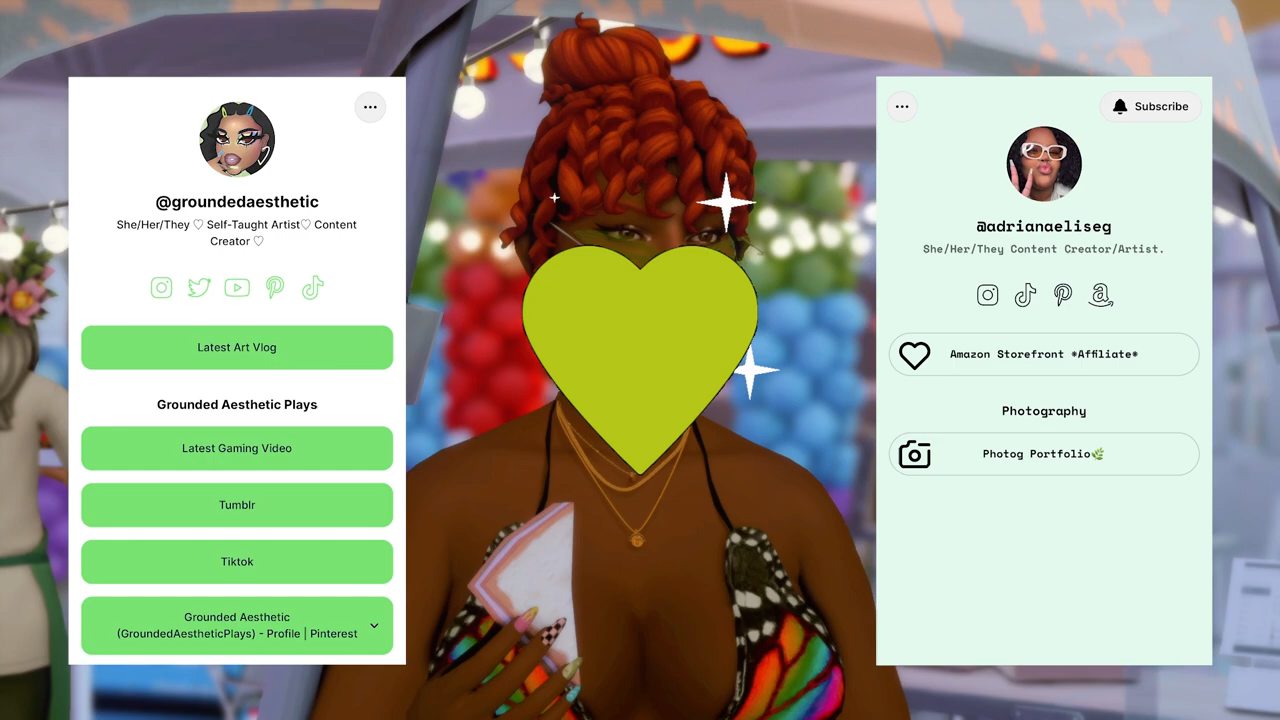 @groundedaesthetic
She/Her/They ♡ Self-Taught Artist♡ Content
Creator ♡
Latest Art Vlog
Grounded Aesthetic Plays
Latest Gaming Video
Tumblr
Tiktok
Grounded Aesthetic
(GroundedAestheticPlays) - Profile | Pinterest
Subscribe
@adrianaeliseg
She/Her/They Content Creator/Artist.
Amazon Storefront *Affiliate*
Photography
Photog Portfolio🌿